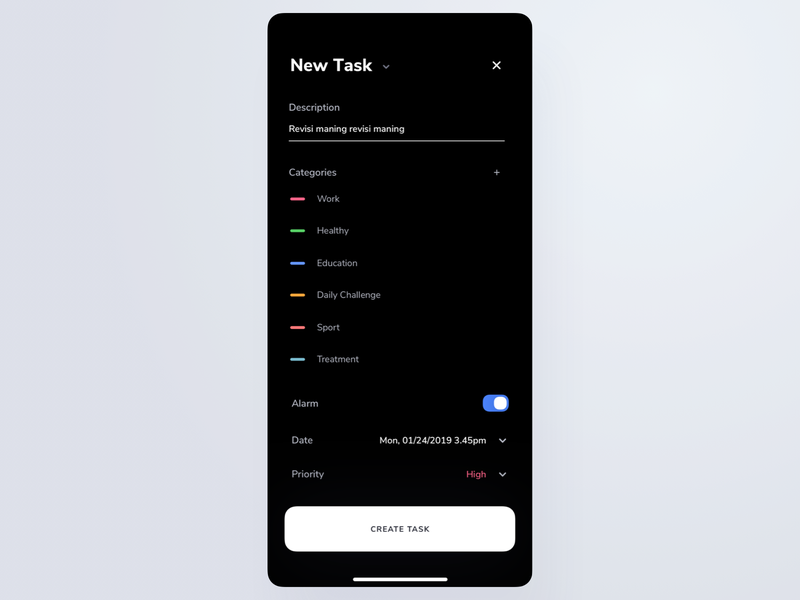 New Task
Description
Revisi maning revisi maning
Categories +
Work
Healthy
Education
Daily Challenge
Sport
Treatment
Alarm
Date Mon, 01/24/2019 3.45pm
Priority High
CREATE TASK